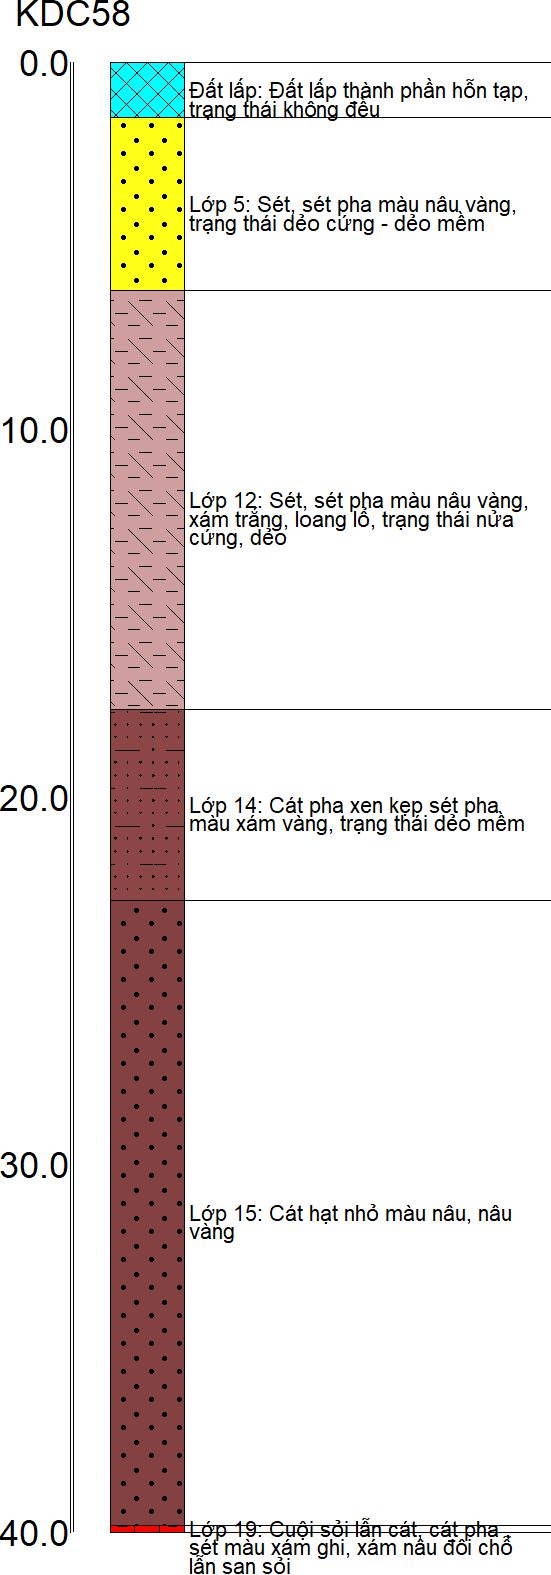 KDC58
0.0
Đất lấp: Đất lấp thành phần hỗn tạp,
trạng thái không đều
Lớp 5: Sét, sét pha màu nâu vàng,
trạng thái dẻo cứng - dẻo mềm
10.0
Lớp 12: Sét, sét pha màu nâu vàng,
xám trắng, loang lổ, trạng thái nửa
cứng, dẻo
20.0
Lớp 14: Cát pha xen kẹp sét pha
màu xám vàng, trạng thái dẻo mềm
30.0
Lớp 15: Cát hạt nhỏ màu nâu, nâu
vàng
40.0
Lớp 19: Cuội sỏi lẫn cát, cát pha
sét màu xám ghi, xám nâu đôi chỗ
lẫn sạn sỏi